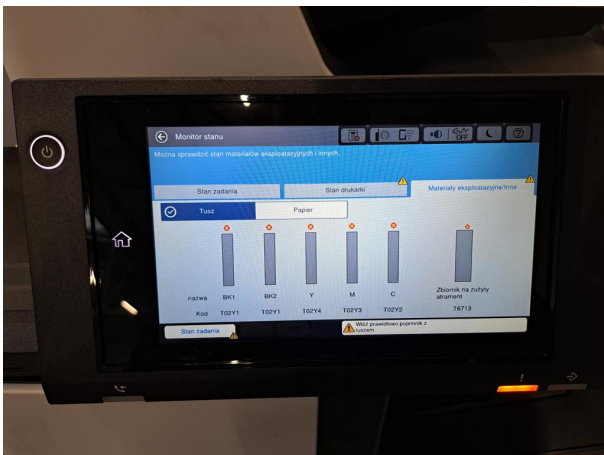 Monitor stanu
OFF
Można sprawdzić stan materiałów eksploatacyjnych i innych.
Stan zadania
Stan drukarki
Materiały eksploatacyjne/Inne
Tusz
Papier
nazwa BK1 BK2 Y M C Zbiornik na zużyty
atrament
Kod T02Y1 T02Y1 T02Y4 T02Y3 T02Y2 T6713
Stan zadania
Włóż prawidłowo pojemnik z
tuszem.